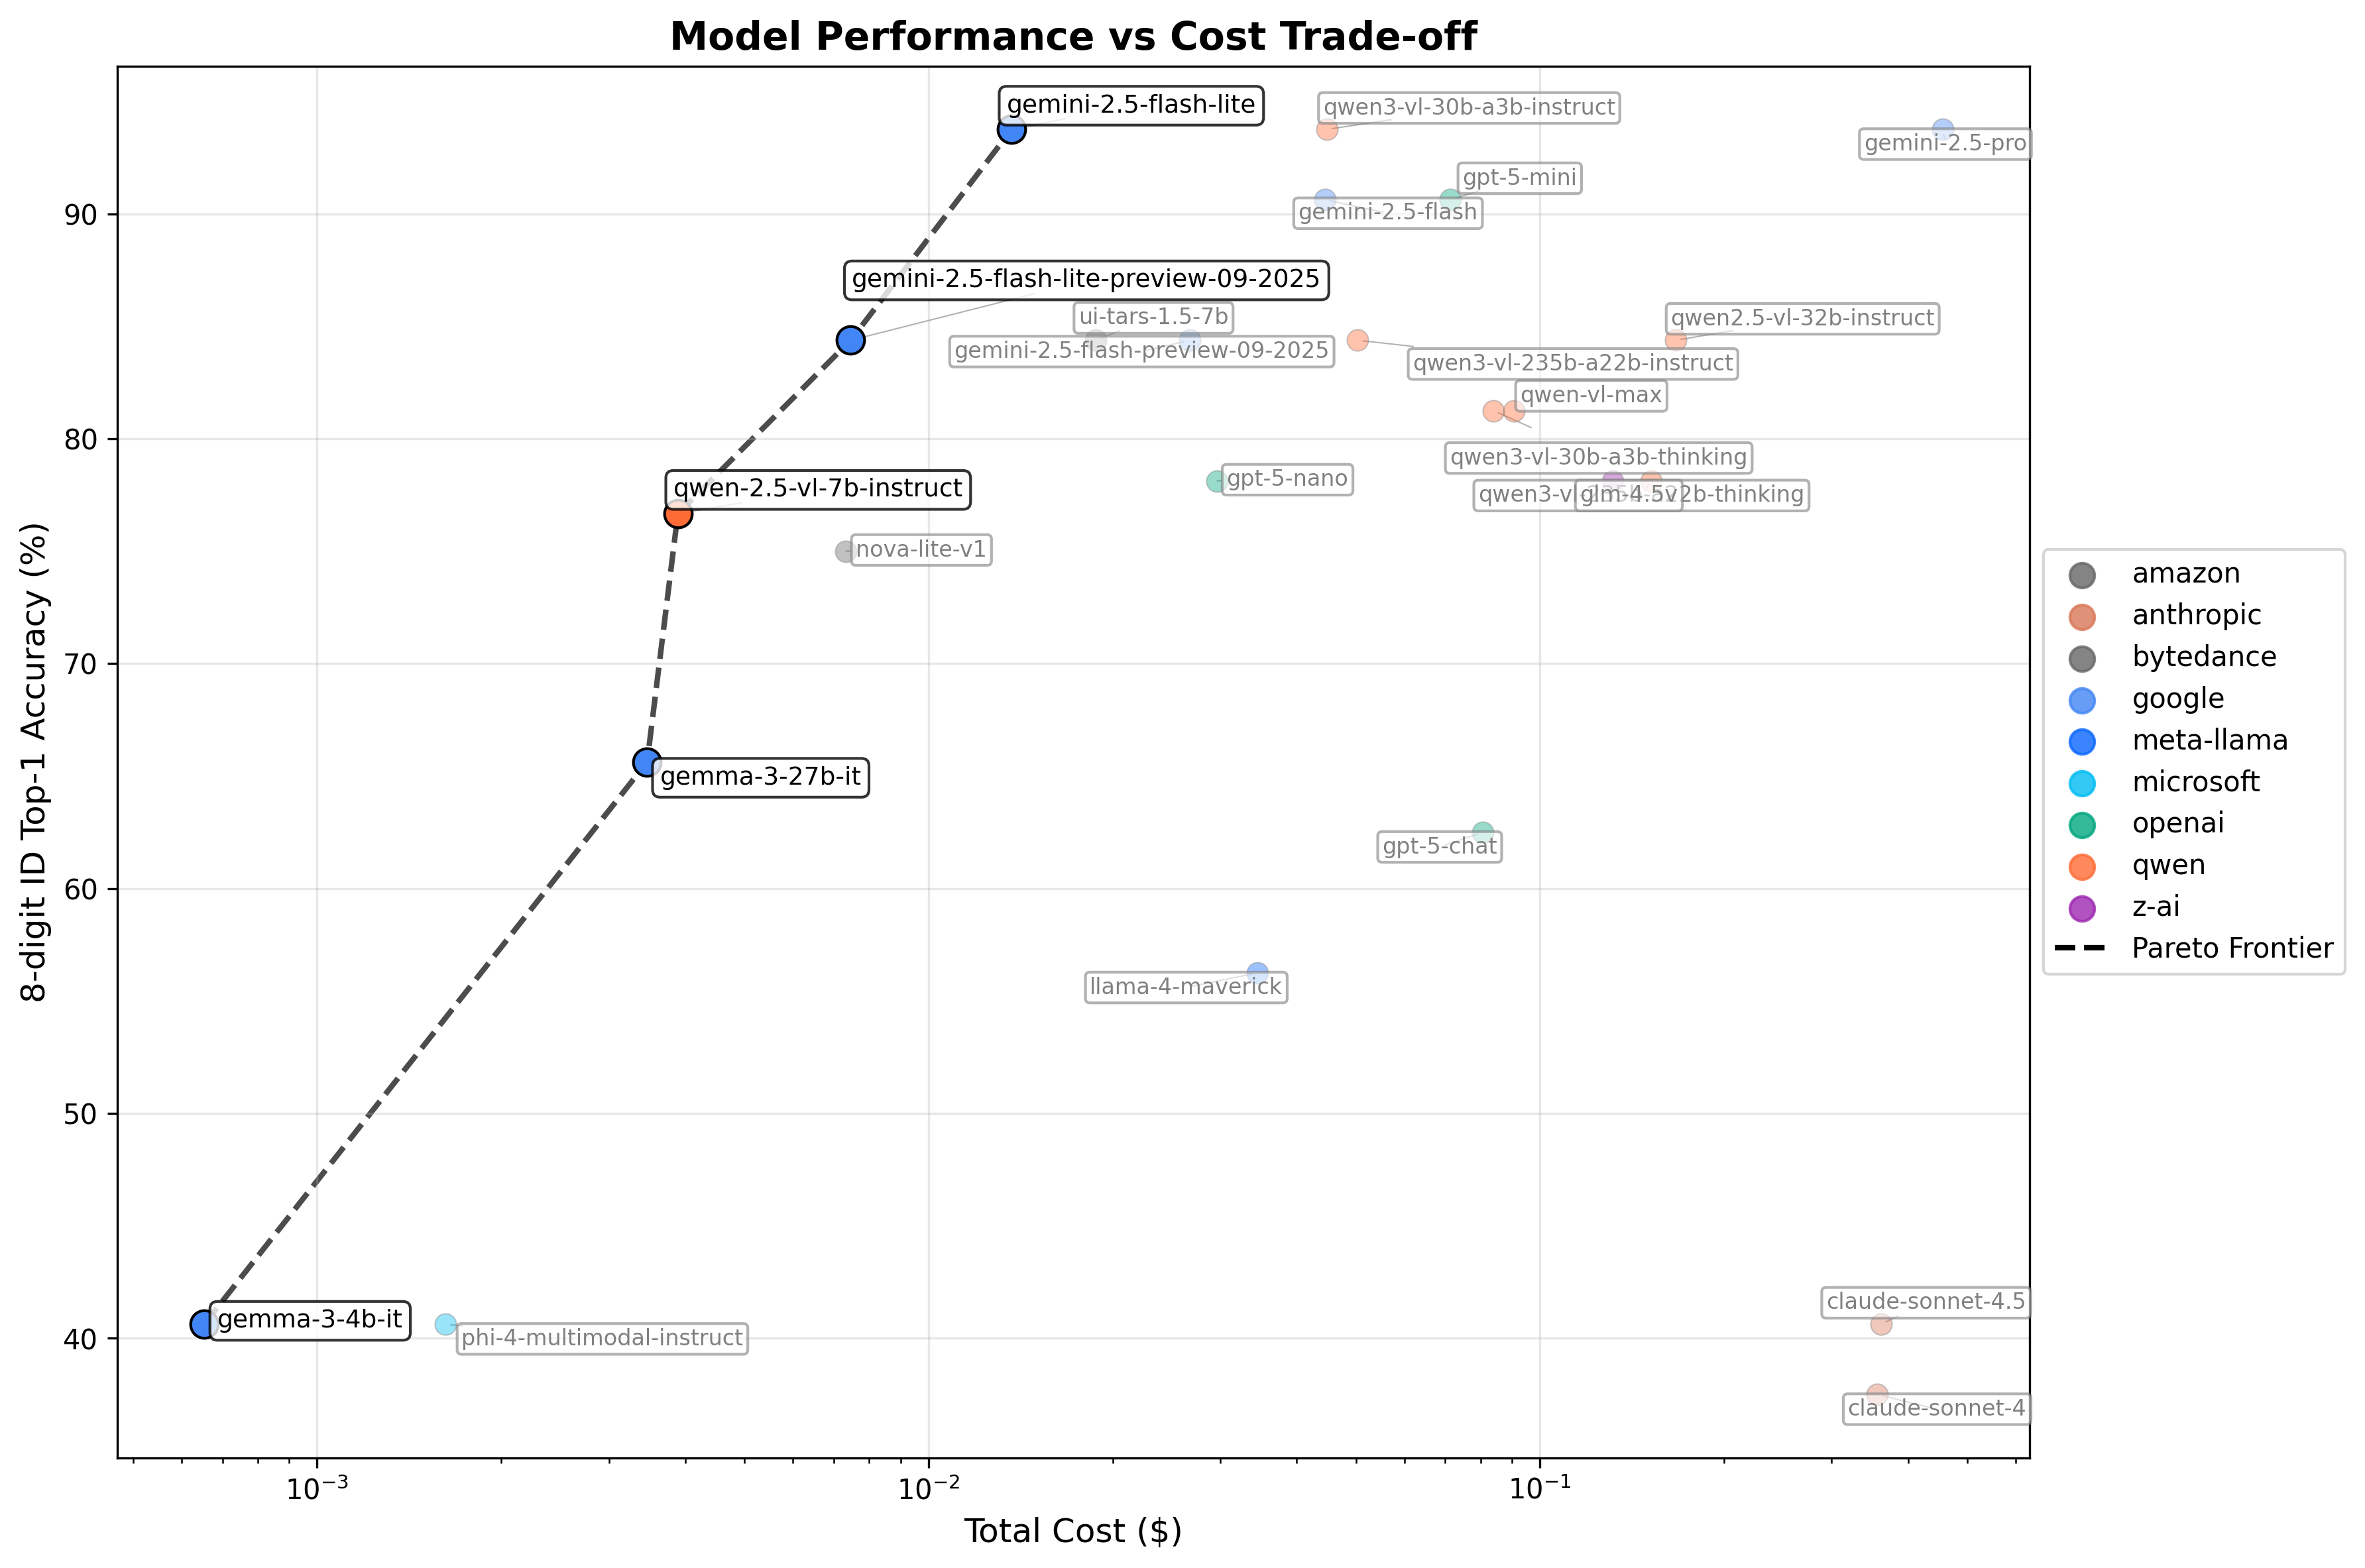 Model Performance vs Cost Trade-off
gemini-2.5-flash-lite
qwen3-vl-30b-a3b-instruct
gemini-2.5-pro
gpt-5-mini
gemini-2.5-flash
gemini-2.5-flash-lite-preview-09-2025
ui-tars-1.5-7b
qwen2.5-vl-32b-instruct
gemini-2.5-flash-preview-09-2025
qwen3-vl-235b-a22b-instruct
qwen-vl-max
qwen3-vl-30b-a3b-thinking
qwen-2.5-vl-7b-instruct
gpt-5-nano
qwen3-vl-235b-a22b-thinking
glm-4.5v
nova-lite-v1
gemma-3-27b-it
gpt-5-chat
llama-4-maverick
gemma-3-4b-it
phi-4-multimodal-instruct
claude-sonnet-4.5
claude-sonnet-4
90
80
70
60
50
40
8-digit ID Top-1 Accuracy (%)
10⁻³
10⁻²
10⁻¹
Total Cost ($)
amazon
anthropic
bytedance
google
meta-llama
microsoft
openai
qwen
z-ai
Pareto Frontier